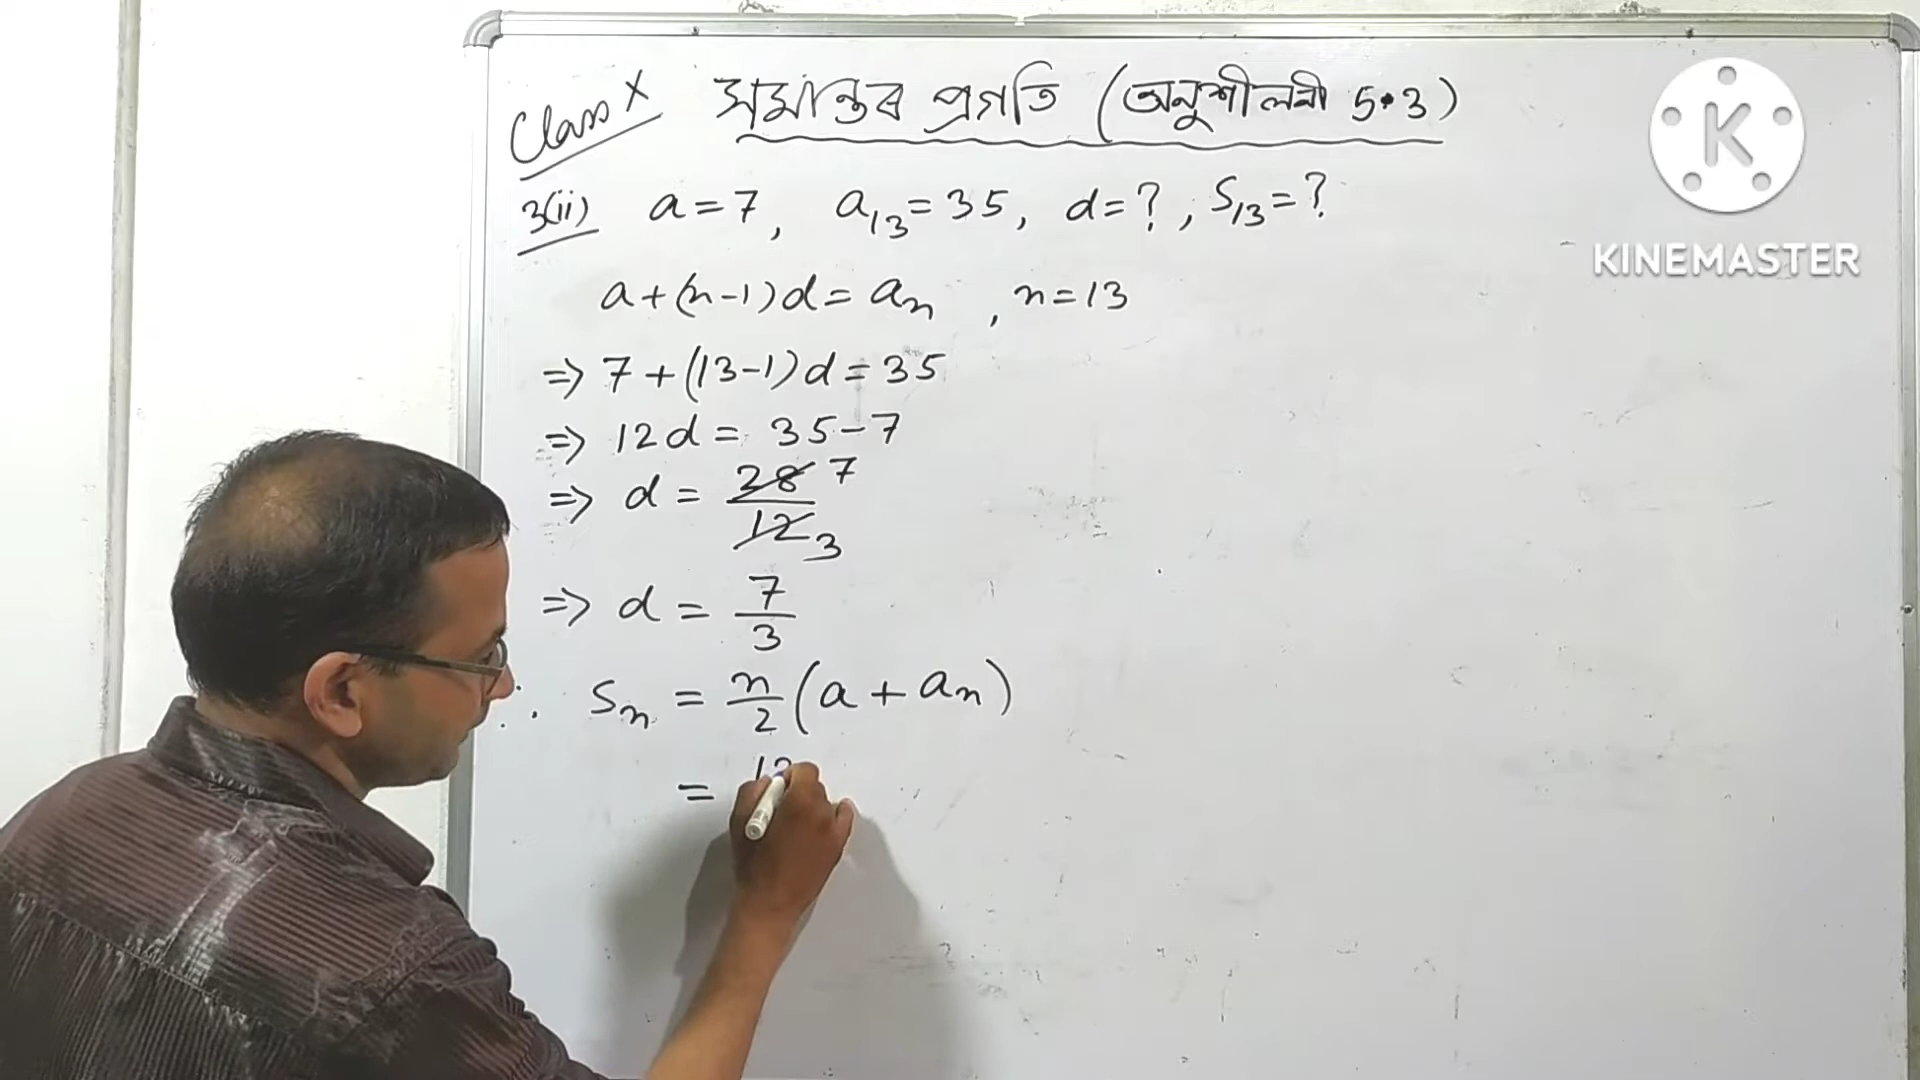 Class X সমান্তৰ প্ৰগতি (অনুশীলনী 5.3)
3(ii) a = 7, a₁₃ = 35, d = ?, S₁₃ = ?
a + (n-1)d = aₙ , n = 13
⇒ 7 + (13-1)d = 35
⇒ 12d = 35-7
⇒ d = 28/12 7/3
⇒ d = 7/3
∴ Sₙ = n/2 (a + aₙ)
= 13
K
KINEMASTER